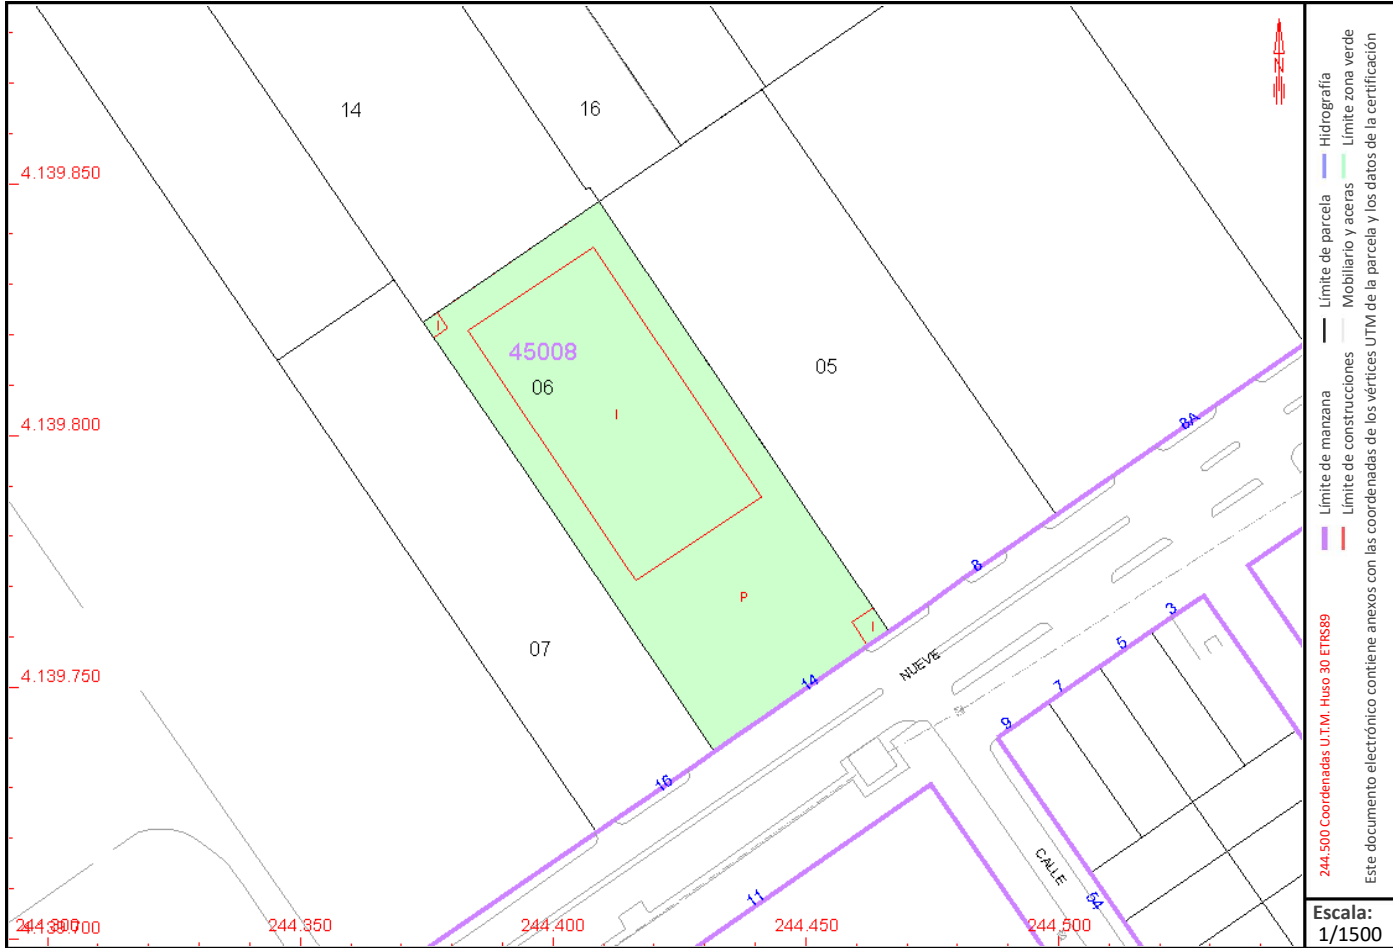 14
16
4.139.850
45008
06
05
I
I
4.139.800
8A
8
P
I
3
5
07
NUEVE
4.139.750
14
7
9
16
CALLE
11
54
4.139.700
244.300
244.350
244.400
244.450
244.500
N
Límite de manzana
Límite de parcela
Hidrografía
Límite de construcciones
Mobiliario y aceras
Límite zona verde
244.500 Coordenadas U.T.M. Huso 30 ETRS89
Este documento electrónico contiene anexos con las coordenadas de los vértices UTM de la parcela y los datos de la certificación
Escala:
1/1500